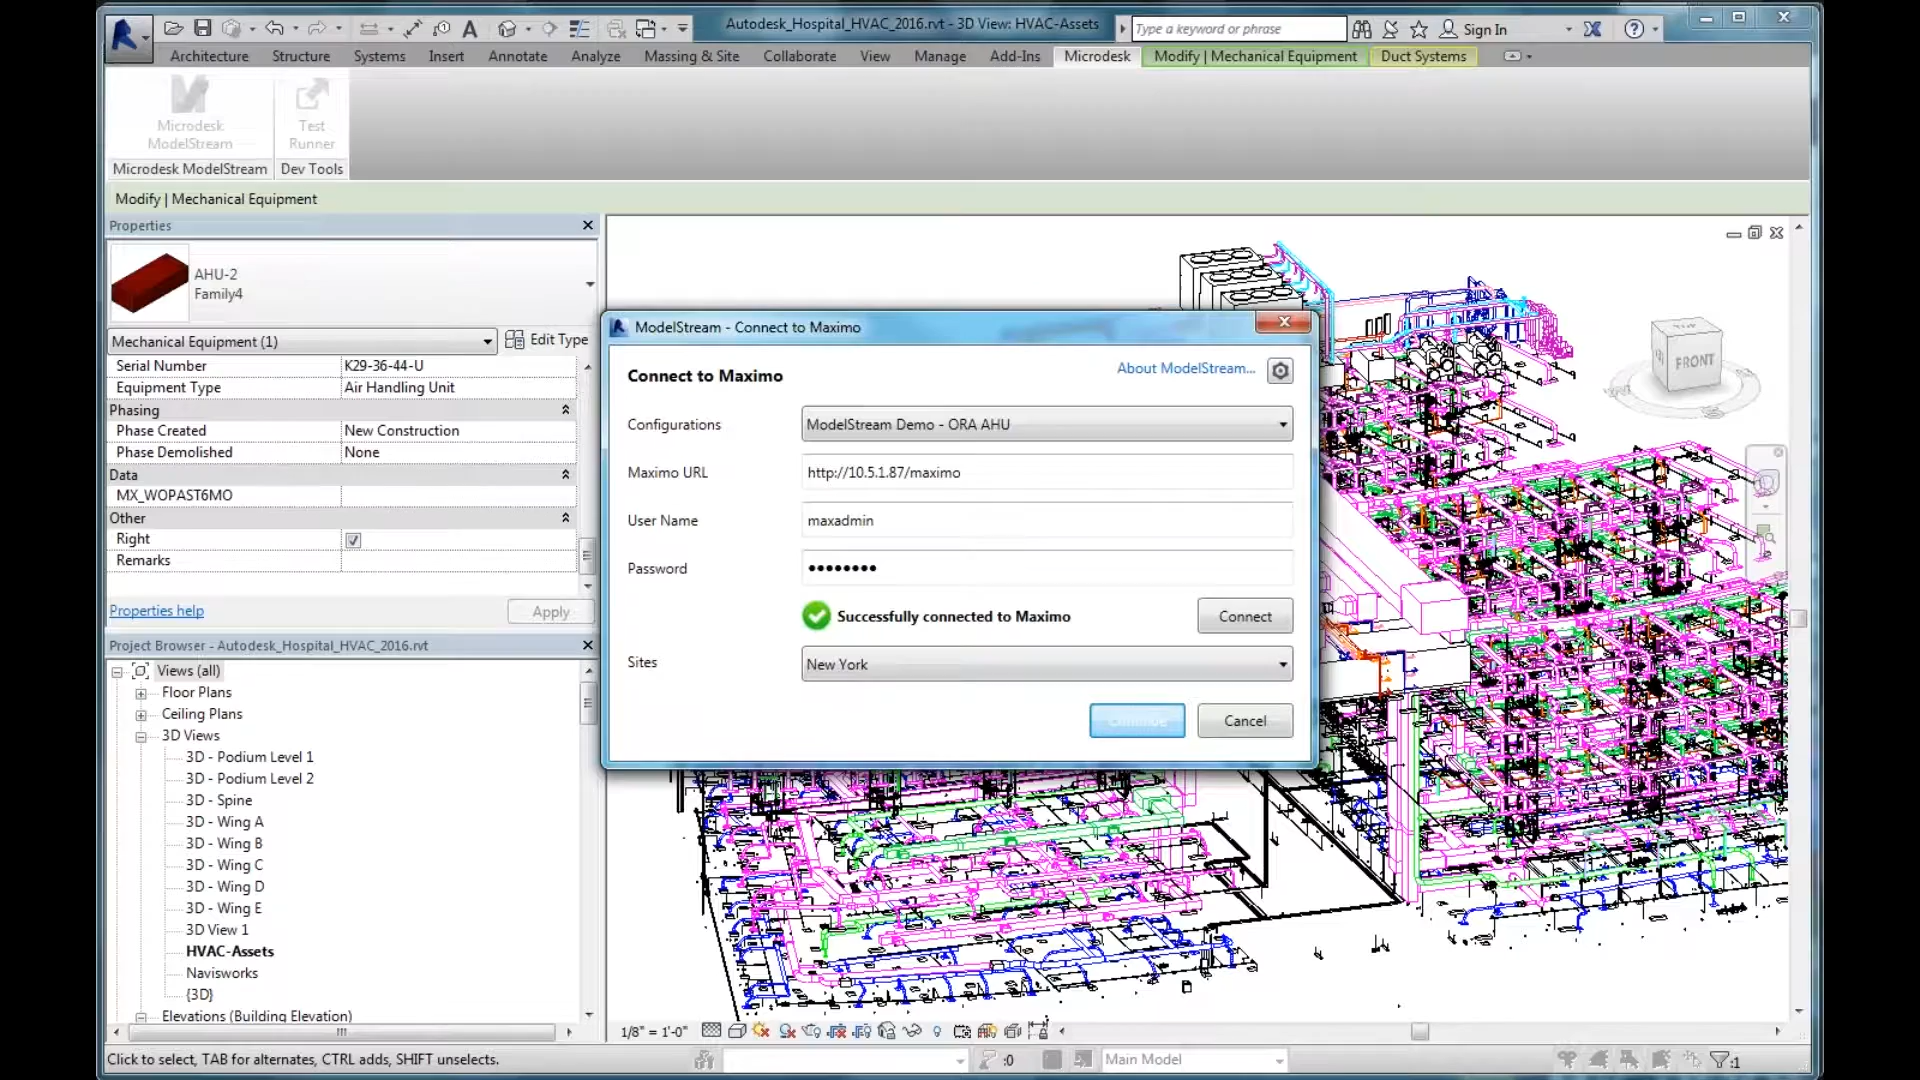 Autodesk_Hospital_HVAC_2016.rvt - 3D View: HVAC-Assets
Type a keyword or phrase
Sign In
Architecture Structure Systems Insert Annotate Analyze Massing & Site Collaborate View Manage Add-Ins Microdesk Modify | Mechanical Equipment Duct Systems
Microdesk
ModelStream
Test
Runner
Microdesk ModelStream
Dev Tools
Modify | Mechanical Equipment
Properties
AHU-2
Family4
Mechanical Equipment (1)
Edit Type
Serial Number K29-36-44-U
Equipment Type Air Handling Unit
Phasing
Phase Created New Construction
Phase Demolished None
Data
MX_WOPAST6MO
Other
Right
Remarks
Properties help
Apply
Project Browser - Autodesk_Hospital_HVAC_2016.rvt
Views (all)
Floor Plans
Ceiling Plans
3D Views
3D - Podium Level 1
3D - Podium Level 2
3D - Spine
3D - Wing A
3D - Wing B
3D - Wing C
3D - Wing D
3D - Wing E
3D View 1
HVAC-Assets
Navisworks
{3D}
Elevations (Building Elevation)
ModelStream - Connect to Maximo
Connect to Maximo
About ModelStream...
Configurations ModelStream Demo - ORA AHU
Maximo URL http://10.5.1.87/maximo
User Name maxadmin
Password ••••••••
Successfully connected to Maximo
Connect
Sites New York
Cancel
FRONT
1/8" = 1'-0"
Click to select, TAB for alternates, CTRL adds, SHIFT unselects.
:0
Main Model
:1